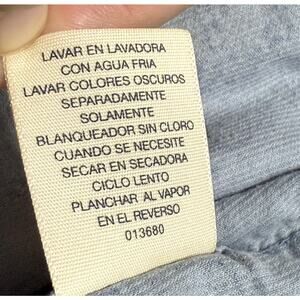 LAVAR EN LAVADORA
CON AGUA FRIA
LAVAR COLORES OSCUROS
SEPARADAMENTE
SOLAMENTE
BLANQUEADOR SIN CLORO
CUANDO SE NECESITE
SECAR EN SECADORA
CICLO LENTO
PLANCHAR AL VAPOR
EN EL REVERSO
013680